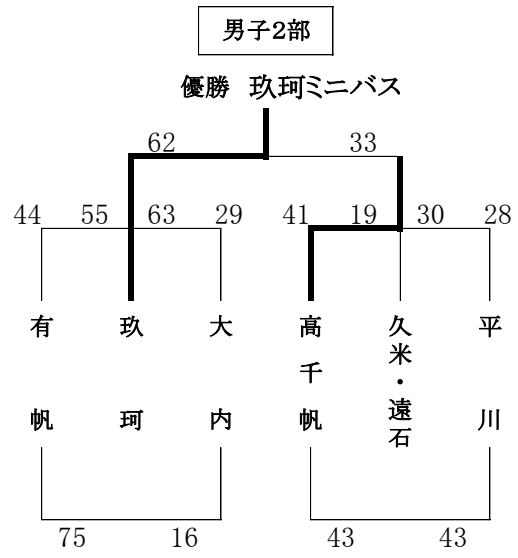 男子2部
優勝 玖珂ミニバス
62 33
44 55 63 29 41 19 30 28
有帆 玖珂 大内 高千帆 久米・遠石 平川
75 16 43 43